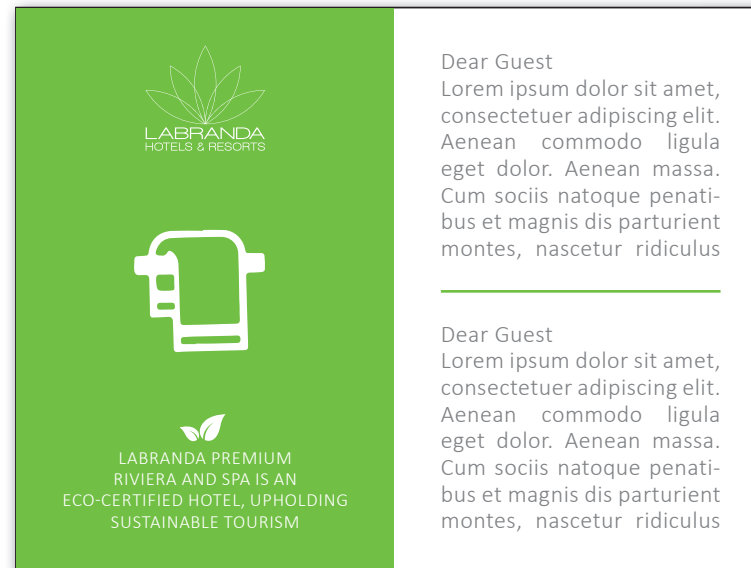 LABRANDA
HOTELS & RESORTS
LABRANDA PREMIUM
RIVIERA AND SPA IS AN
ECO-CERTIFIED HOTEL, UPHOLDING
SUSTAINABLE TOURISM
Dear Guest
Lorem ipsum dolor sit amet,
consectetuer adipiscing elit.
Aenean commodo ligula
eget dolor. Aenean massa.
Cum sociis natoque penati-
bus et magnis dis parturient
montes, nascetur ridiculus
Dear Guest
Lorem ipsum dolor sit amet,
consectetuer adipiscing elit.
Aenean commodo ligula
eget dolor. Aenean massa.
Cum sociis natoque penati-
bus et magnis dis parturient
montes, nascetur ridiculus